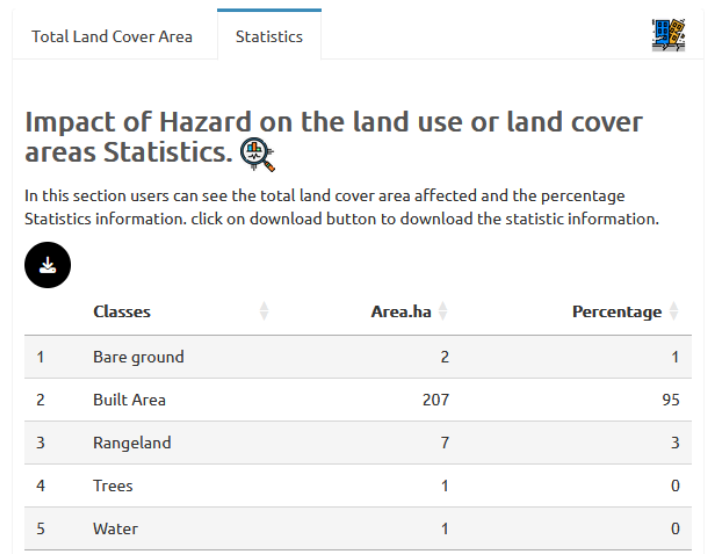 Total Land Cover Area Statistics
Impact of Hazard on the land use or land cover
areas Statistics.
In this section users can see the total land cover area affected and the percentage
Statistics information. click on download button to download the statistic information.
Classes Area.ha Percentage
1 Bare ground 2 1
2 Built Area 207 95
3 Rangeland 7 3
4 Trees 1 0
5 Water 1 0